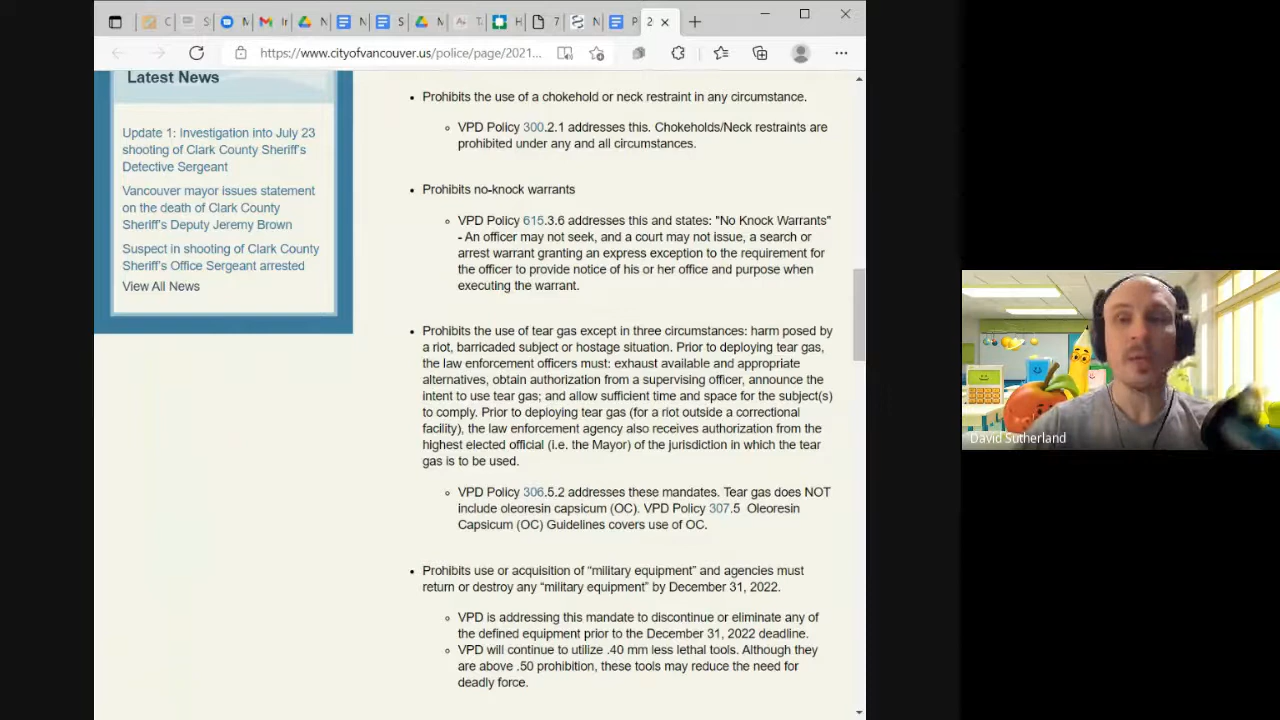 C
S
M
Ir
N
N
S
M
T
H
7
N
P
2
https://www.cityofvancouver.us/police/page/2021...
Latest News
Update 1: Investigation into July 23
shooting of Clark County Sheriff's
Detective Sergeant
Vancouver mayor issues statement
on the death of Clark County
Sheriff's Deputy Jeremy Brown
Suspect in shooting of Clark County
Sheriff's Office Sergeant arrested
View All News
• Prohibits the use of a chokehold or neck restraint in any circumstance.
◦ VPD Policy 300.2.1 addresses this. Chokeholds/Neck restraints are
prohibited under any and all circumstances.
• Prohibits no-knock warrants
◦ VPD Policy 615.3.6 addresses this and states: "No Knock Warrants"
- An officer may not seek, and a court may not issue, a search or
arrest warrant granting an express exception to the requirement for
the officer to provide notice of his or her office and purpose when
executing the warrant.
• Prohibits the use of tear gas except in three circumstances: harm posed by
a riot, barricaded subject or hostage situation. Prior to deploying tear gas,
the law enforcement officers must: exhaust available and appropriate
alternatives, obtain authorization from a supervising officer, announce the
intent to use tear gas; and allow sufficient time and space for the subject(s)
to comply. Prior to deploying tear gas (for a riot outside a correctional
facility), the law enforcement agency also receives authorization from the
highest elected official (i.e. the Mayor) of the jurisdiction in which the tear
gas is to be used.
◦ VPD Policy 306.5.2 addresses these mandates. Tear gas does NOT
include oleoresin capsicum (OC). VPD Policy 307.5 Oleoresin
Capsicum (OC) Guidelines covers use of OC.
• Prohibits use or acquisition of “military equipment” and agencies must
return or destroy any “military equipment” by December 31, 2022.
◦ VPD is addressing this mandate to discontinue or eliminate any of
the defined equipment prior to the December 31, 2022 deadline.
◦ VPD will continue to utilize .40 mm less lethal tools. Although they
are above .50 prohibition, these tools may reduce the need for
deadly force.
David Sutherland